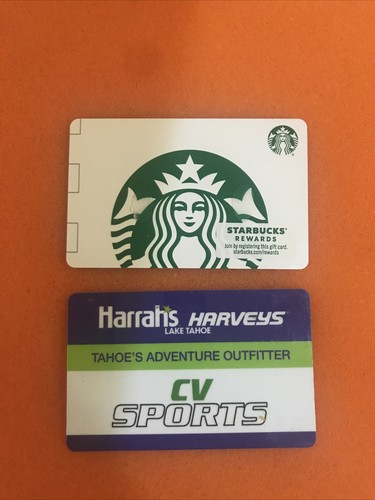 STARBUCKS®
REWARDS
Join by registering this gift card.
starbucks.com/rewards
Harrah's HARVEYS™
LAKE TAHOE
TAHOE'S ADVENTURE OUTFITTER
CV
SPORTS